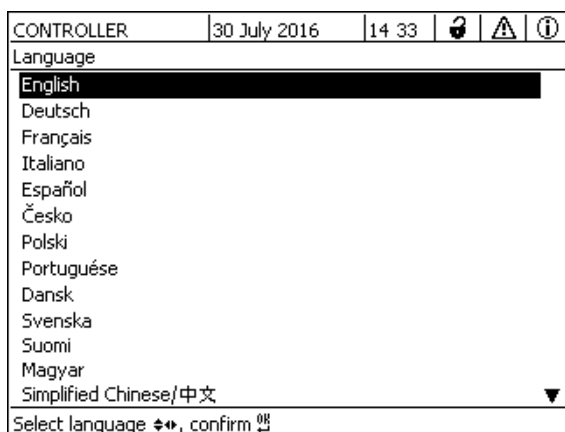 CONTROLLER 30 July 2016 14 33
Language
English
Deutsch
Français
Italiano
Español
Česko
Polski
Portuguése
Dansk
Svenska
Suomi
Magyar
Simplified Chinese/中文
Select language , confirm OK